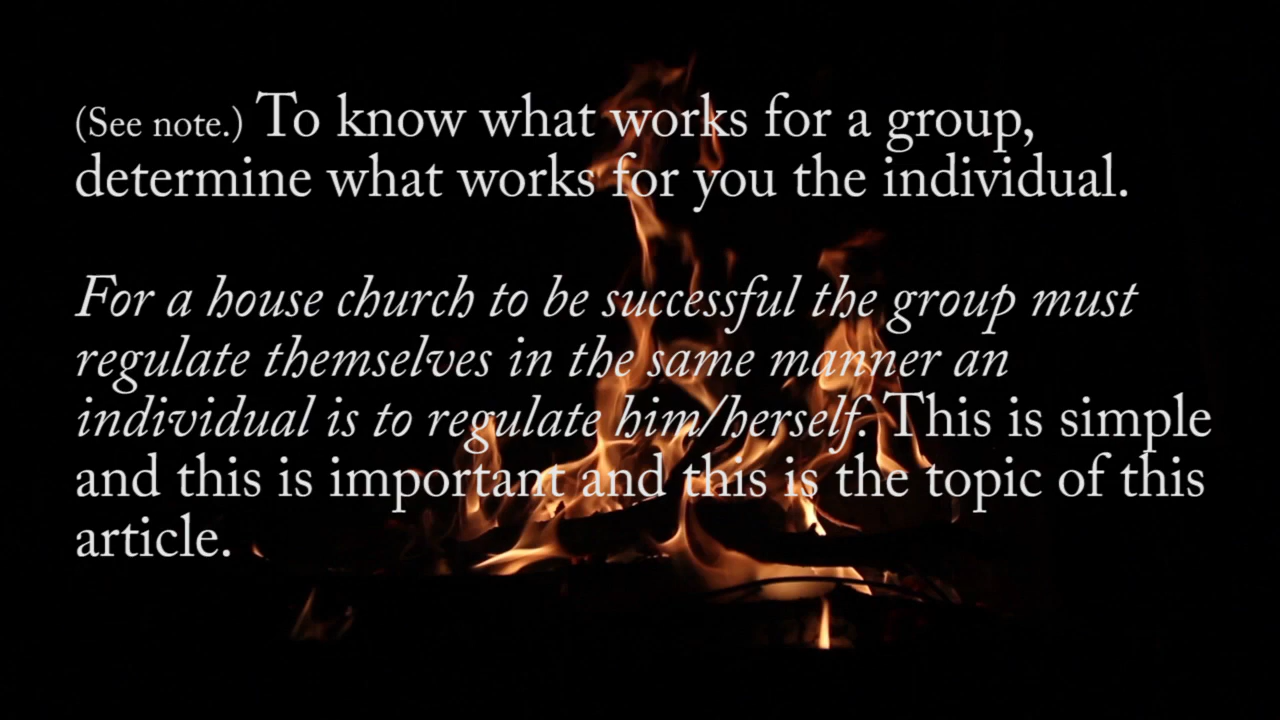 (See note.) To know what works for a group,
determine what works for you the individual.
For a house church to be successful the group must
regulate themselves in the same manner an
individual is to regulate him/herself. This is simple
and this is important and this is the topic of this
article.